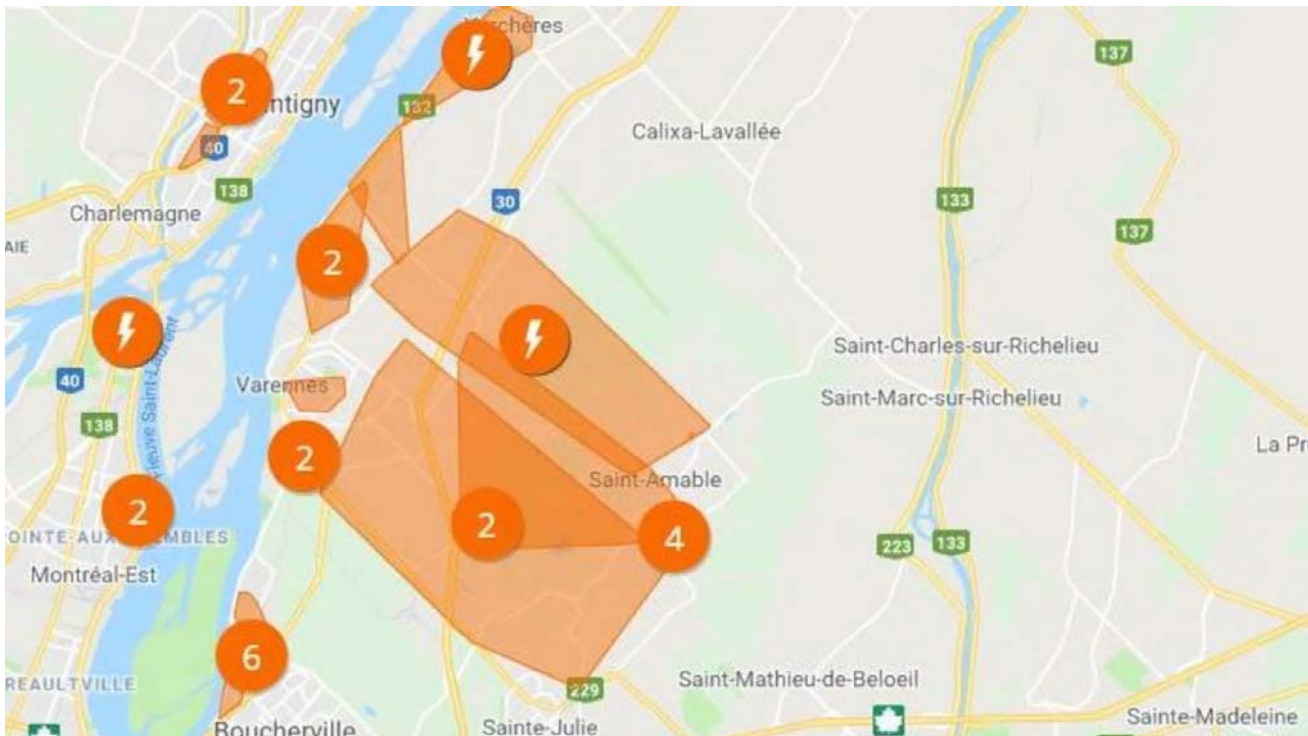 Verchères
2
ntigny
132
137
40
Calixa-Lavallée
138
30
133
Charlemagne
137
AIE
2
Saint-Charles-sur-Richelieu
40
Varennes
Saint-Marc-sur-Richelieu
138
Fleuve Saint-Laurent
La Pr
2
Saint-Amable
2
2
4
OINTE-AUX
EMBLES
223
133
Montréal-Est
6
REAULTVILLE
229
Saint-Mathieu-de-Beloeil
Boucherville
Sainte-Julie
Sainte-Madeleine